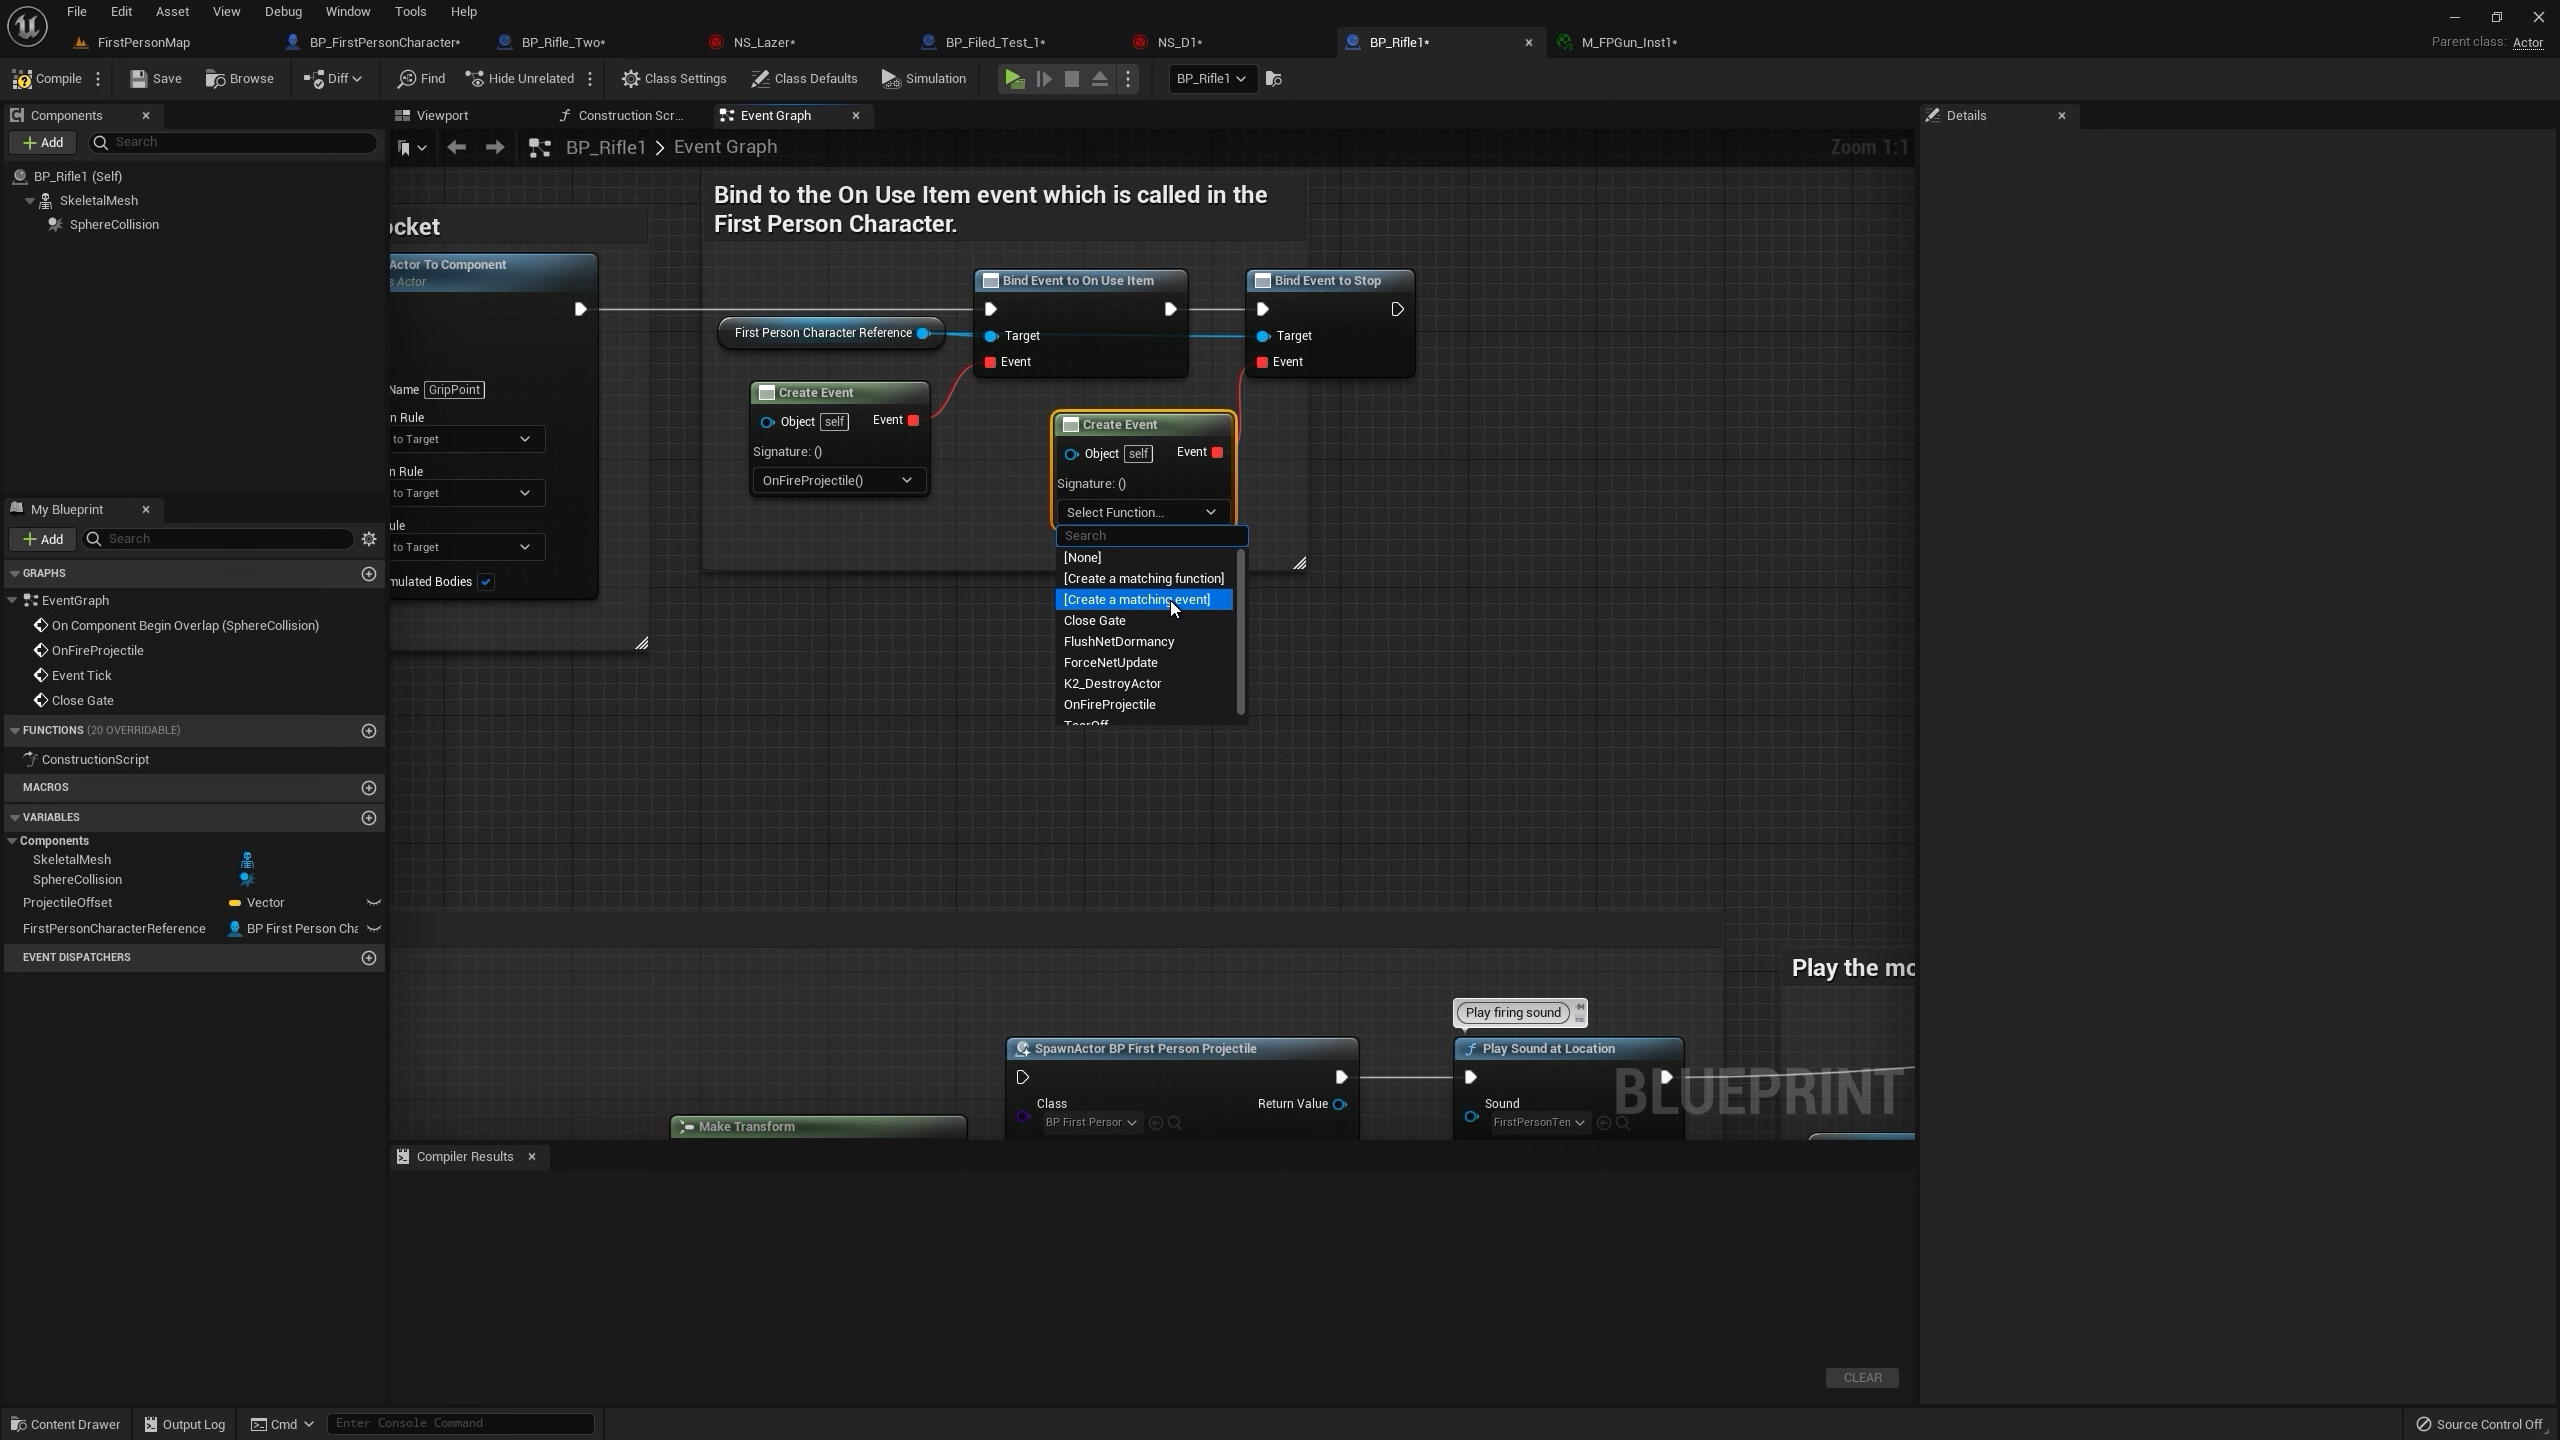 File Edit View Asset Debug Window Tools Help
FirstPersonMap BP_FirstPersonCharacter* BP_Rifle_Two* NS_Lazer* BP_Filed_Test_1* NS_D1* BP_Rifle1* M_FPGun_Inst1* Parent class: Actor
Compile Save Browse Diff Find Hide Unrelated Class Settings Class Defaults Simulation BP_Rifle1
Components
Add Search
BP_Rifle1 (Self)
SkeletalMesh
SphereCollision
Viewport Construction Scr... Event Graph
BP_Rifle1 > Event Graph Zoom 1:1
Details
ocket
Actor To Component
s Actor
Name GripPoint
n Rule
to Target
n Rule
to Target
ule
to Target
mulated Bodies
Bind to the On Use Item event which is called in the
First Person Character.
Bind Event to On Use Item
Target
Event
Bind Event to Stop
Target
Event
First Person Character Reference
Create Event
Object self Event
Signature: ()
OnFireProjectile()
Create Event
Object self Event
Signature: ()
Select Function...
Search
[None]
[Create a matching function]
[Create a matching event]
Close Gate
FlushNetDormancy
ForceNetUpdate
K2_DestroyActor
OnFireProjectile
TearOff
My Blueprint
Add Search
GRAPHS
EventGraph
On Component Begin Overlap (SphereCollision)
OnFireProjectile
Event Tick
Close Gate
FUNCTIONS (20 OVERRIDABLE)
ConstructionScript
MACROS
VARIABLES
Components
SkeletalMesh
SphereCollision
ProjectileOffset Vector
FirstPersonCharacterReference BP First Person Cha
EVENT DISPATCHERS
Play the mo
Play firing sound
SpawnActor BP First Person Projectile
Class Return Value
BP First Person
Play Sound at Location
Sound
FirstPersonTen
Make Transform
BLUEPRINT
Compiler Results
CLEAR
Content Drawer Output Log Cmd Enter Console Command Source Control Off